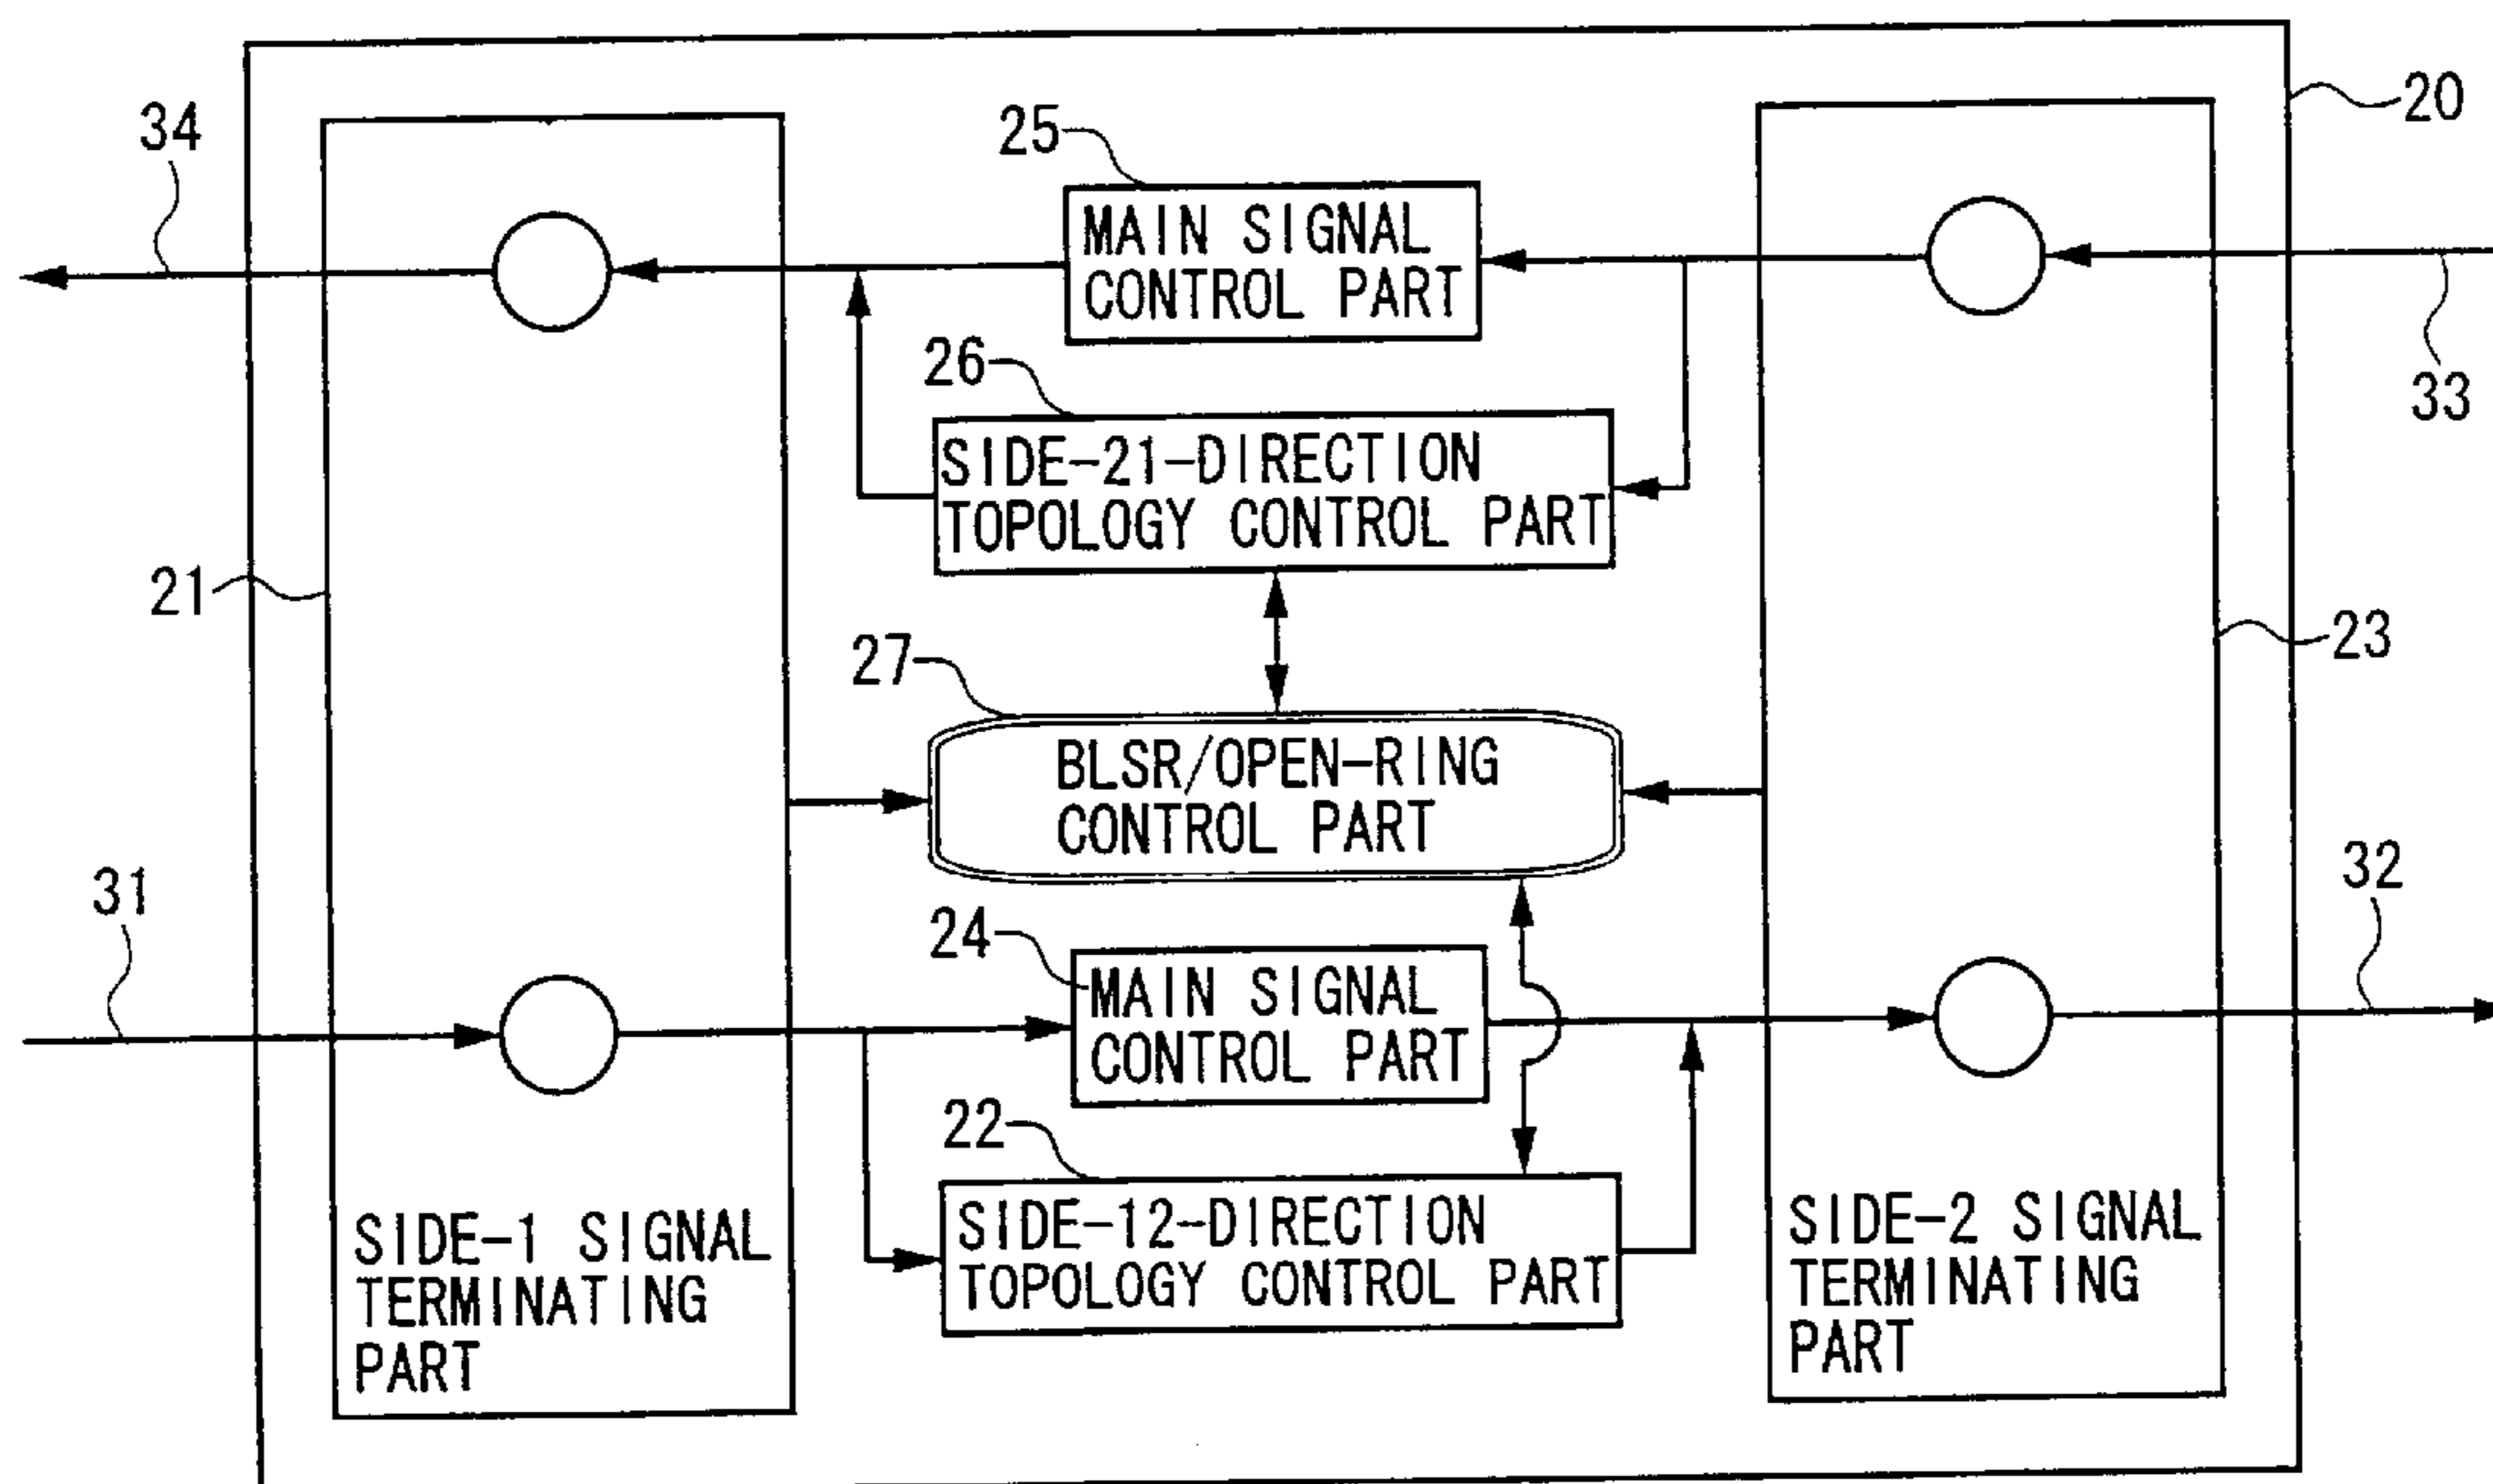 20
34
25
MAIN SIGNAL
CONTROL PART
33
26
SIDE-21-DIRECTION
TOPOLOGY CONTROL PART
21
23
27
BLSR/OPEN-RING
CONTROL PART
31
32
24
MAIN SIGNAL
CONTROL PART
22
SIDE-12-DIRECTION
TOPOLOGY CONTROL PART
SIDE-1 SIGNAL
TERMINATING
PART
SIDE-2 SIGNAL
TERMINATING
PART